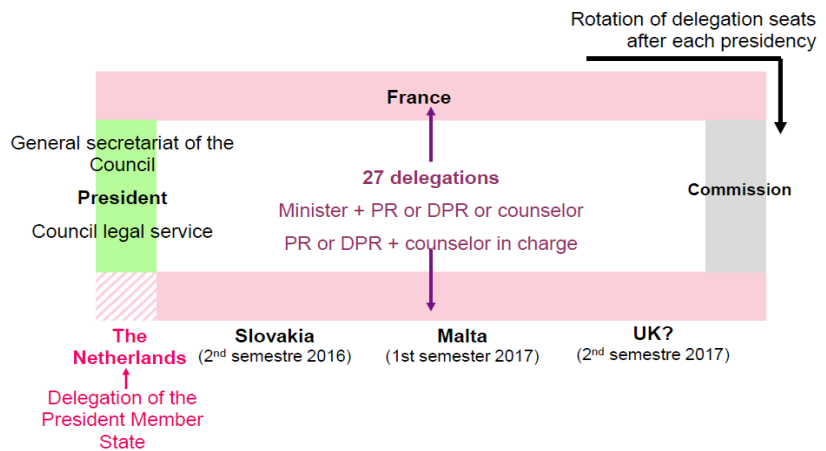 Rotation of delegation seats
after each presidency
France
General secretariat of the
Council
President
Council legal service
27 delegations
Minister + PR or DPR or counselor
PR or DPR + counselor in charge
Commission
The
Netherlands
Slovakia
(2nd semestre 2016)
Malta
(1st semester 2017)
UK?
(2nd semestre 2017)
Delegation of the
President Member
State